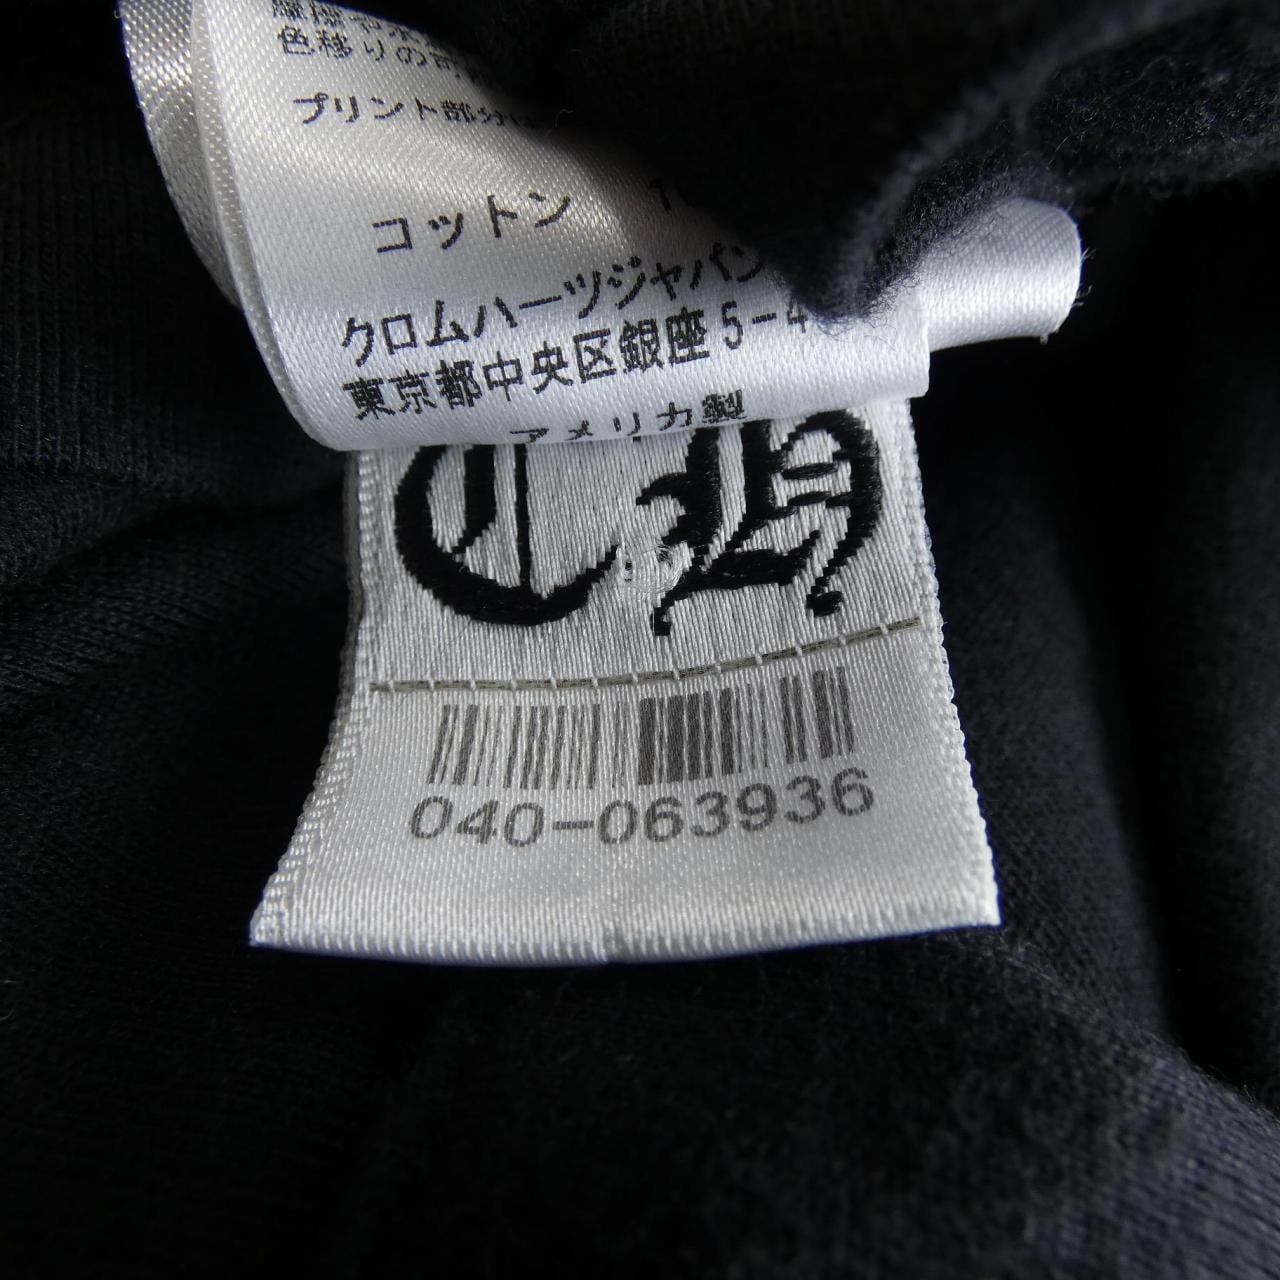 色移りの
プリント部分は
コットン
クロムハーツジャパン
東京都中央区銀座5-4
アメリカ製
CH
040-063936